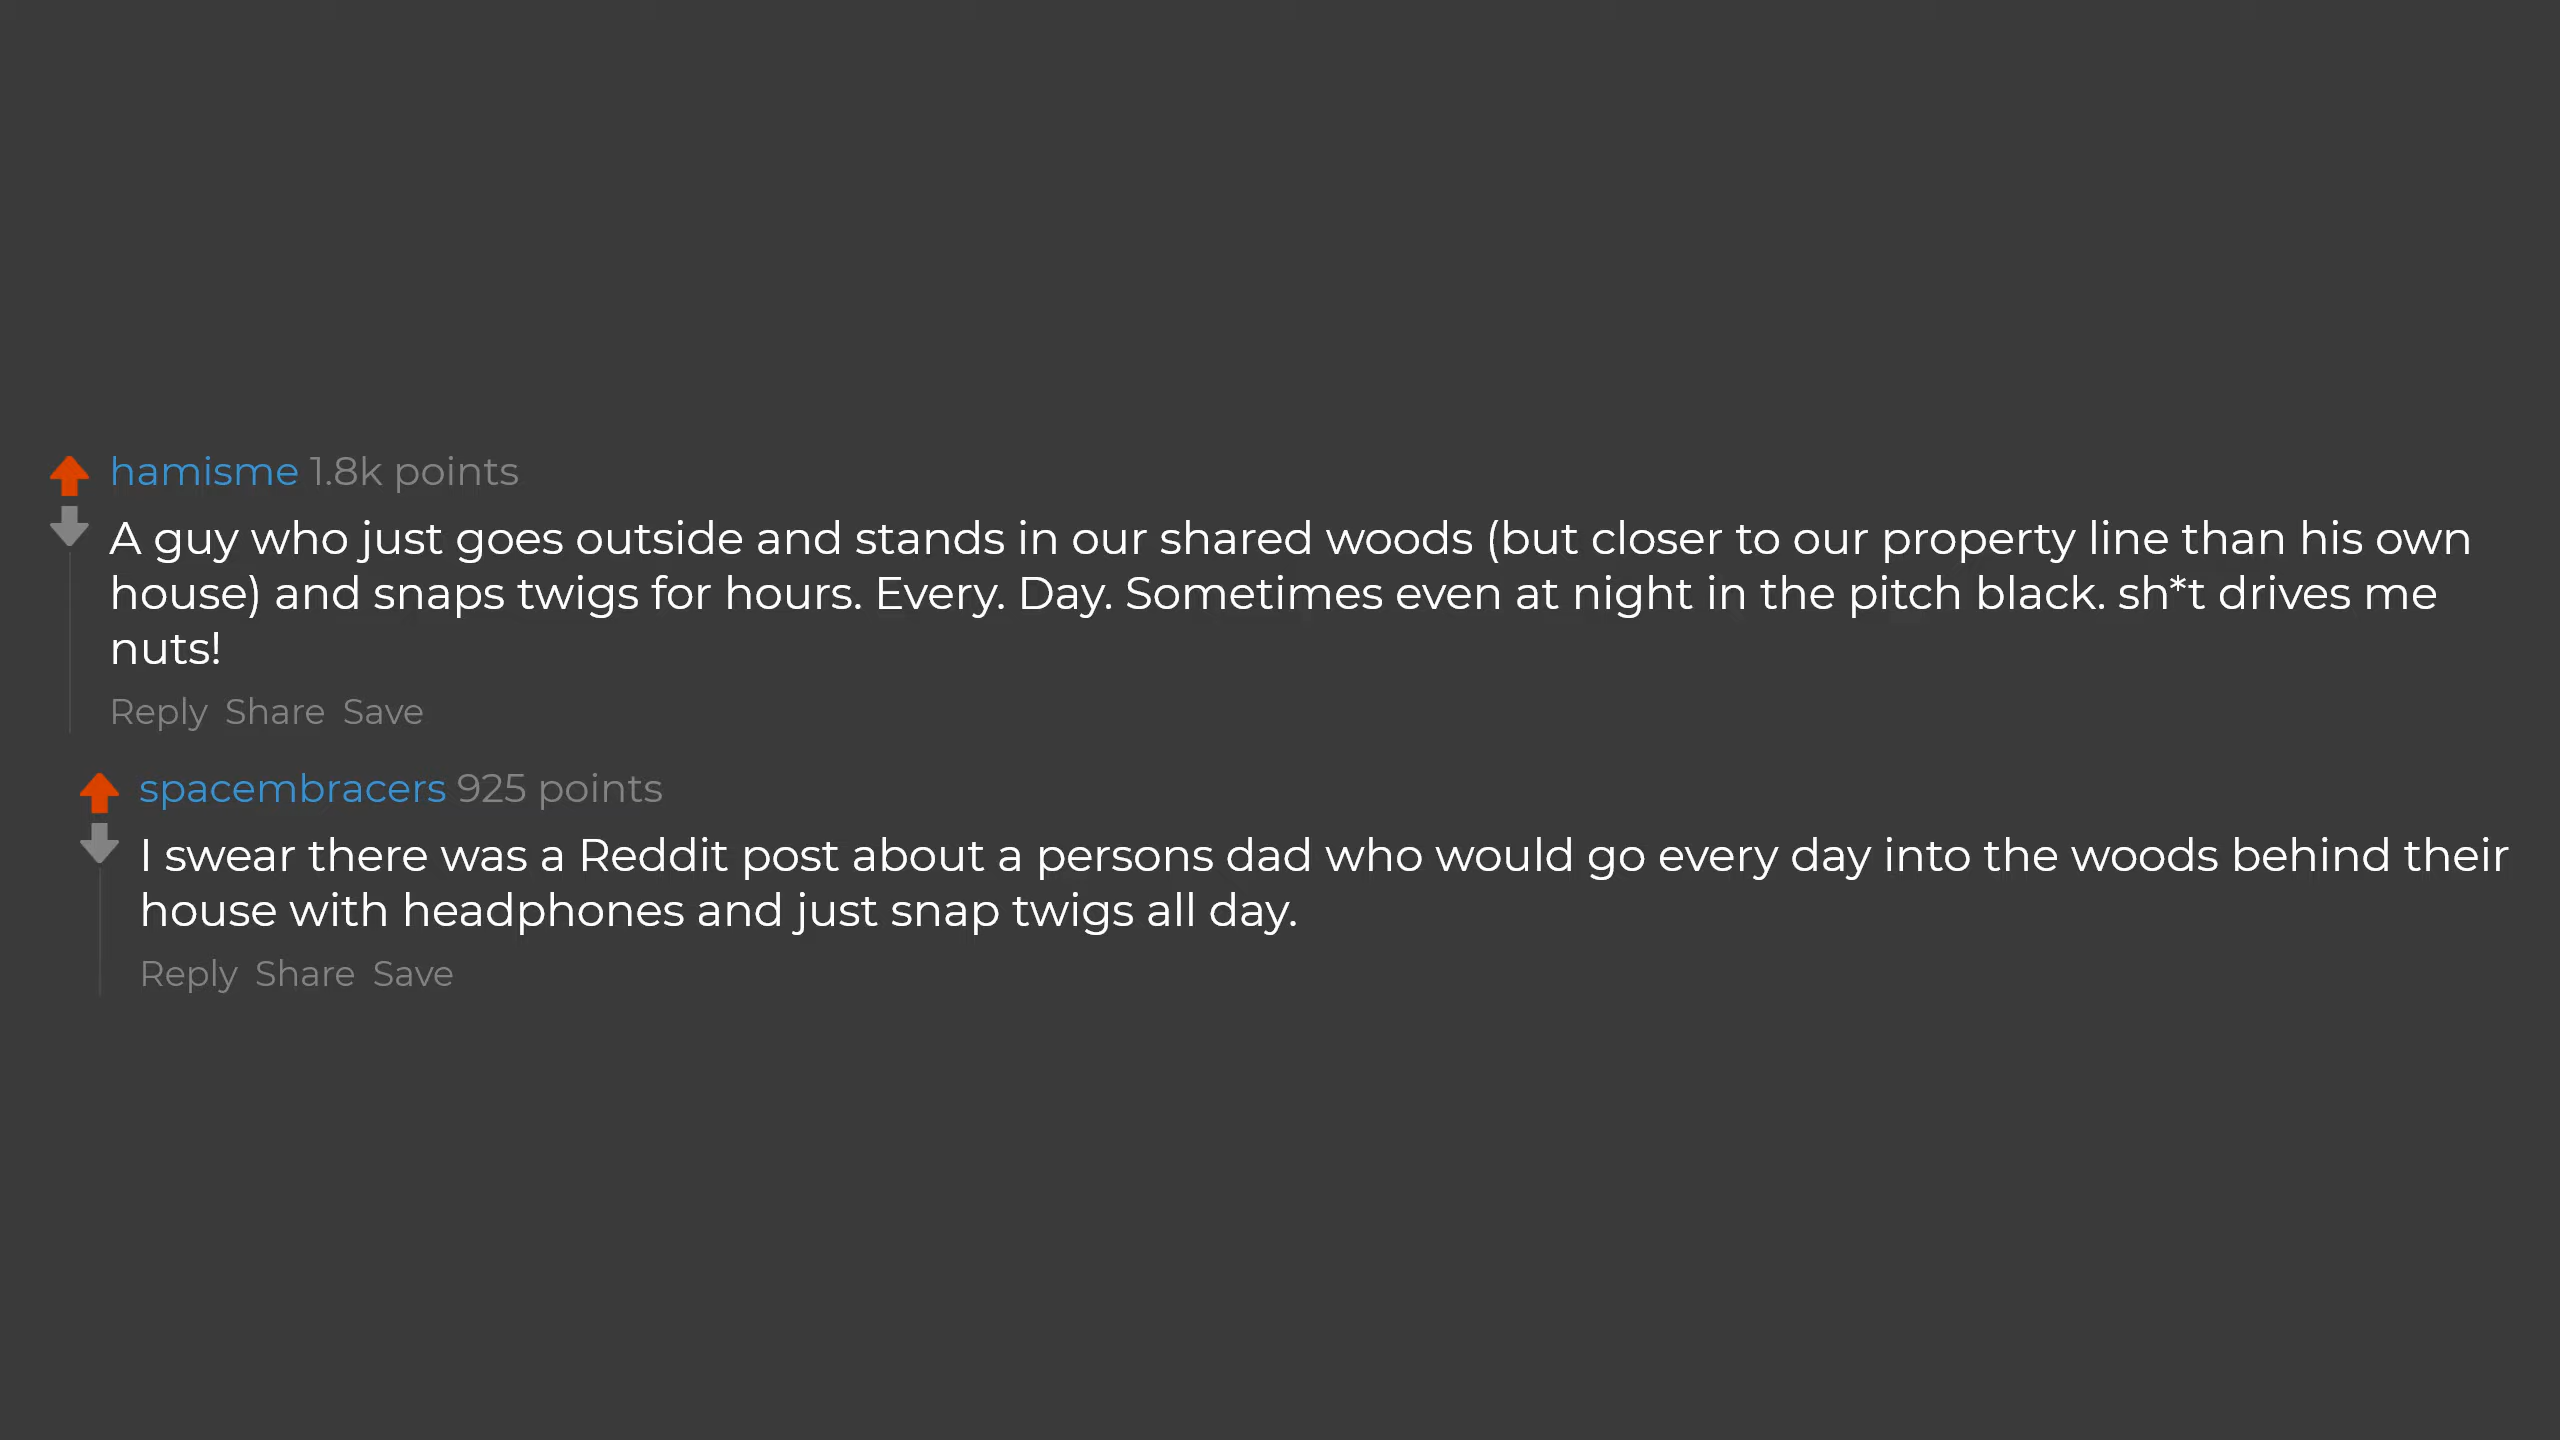 hamisme 1.8k points
A guy who just goes outside and stands in our shared woods (but closer to our property line than his own
house) and snaps twigs for hours. Every. Day. Sometimes even at night in the pitch black. sh*t drives me
nuts!
Reply Share Save
spacembracers 925 points
I swear there was a Reddit post about a persons dad who would go every day into the woods behind their
house with headphones and just snap twigs all day.
Reply Share Save